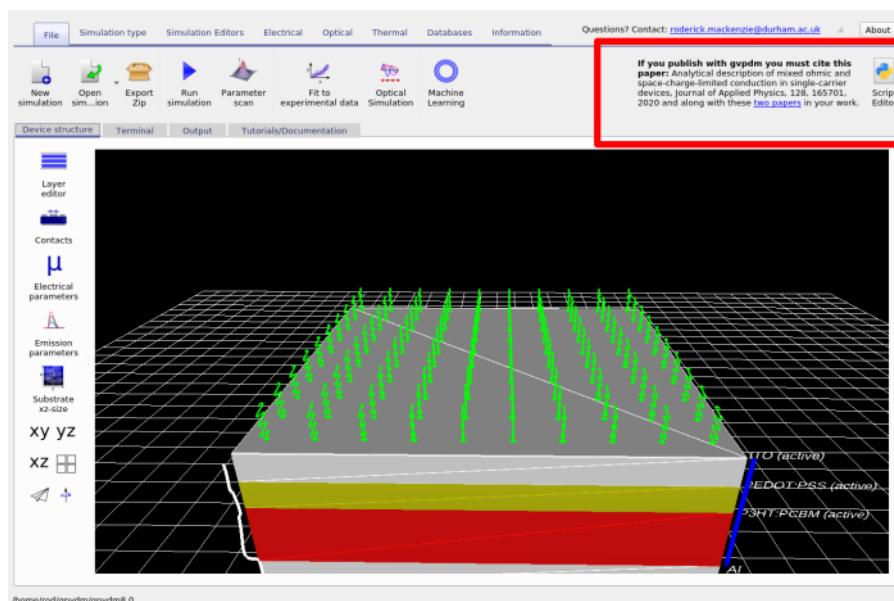 File Simulation type Simulation Editors Electrical Optical Thermal Databases Information
Questions? Contact: roderick.mackenzie@durham.ac.uk About
New simulation
Open sim...ion
Export Zip
Run simulation
Parameter scan
Fit to experimental data
Optical Simulation
Machine Learning
If you publish with gvpdm you must cite this
paper: Analytical description of mixed ohmic and
space-charge-limited conduction in single-carrier
devices, Journal of Applied Physics, 128, 165701,
2020 and along with these two papers in your work.
Script
Editor
Device structure Terminal Output Tutorials/Documentation
Layer
editor
Contacts
μ
Electrical
parameters
Emission
parameters
Substrate
xz-size
xy yz
xz
ITO (active)
PEDOT:PSS (active)
P3HT:PCBM (active)
Al